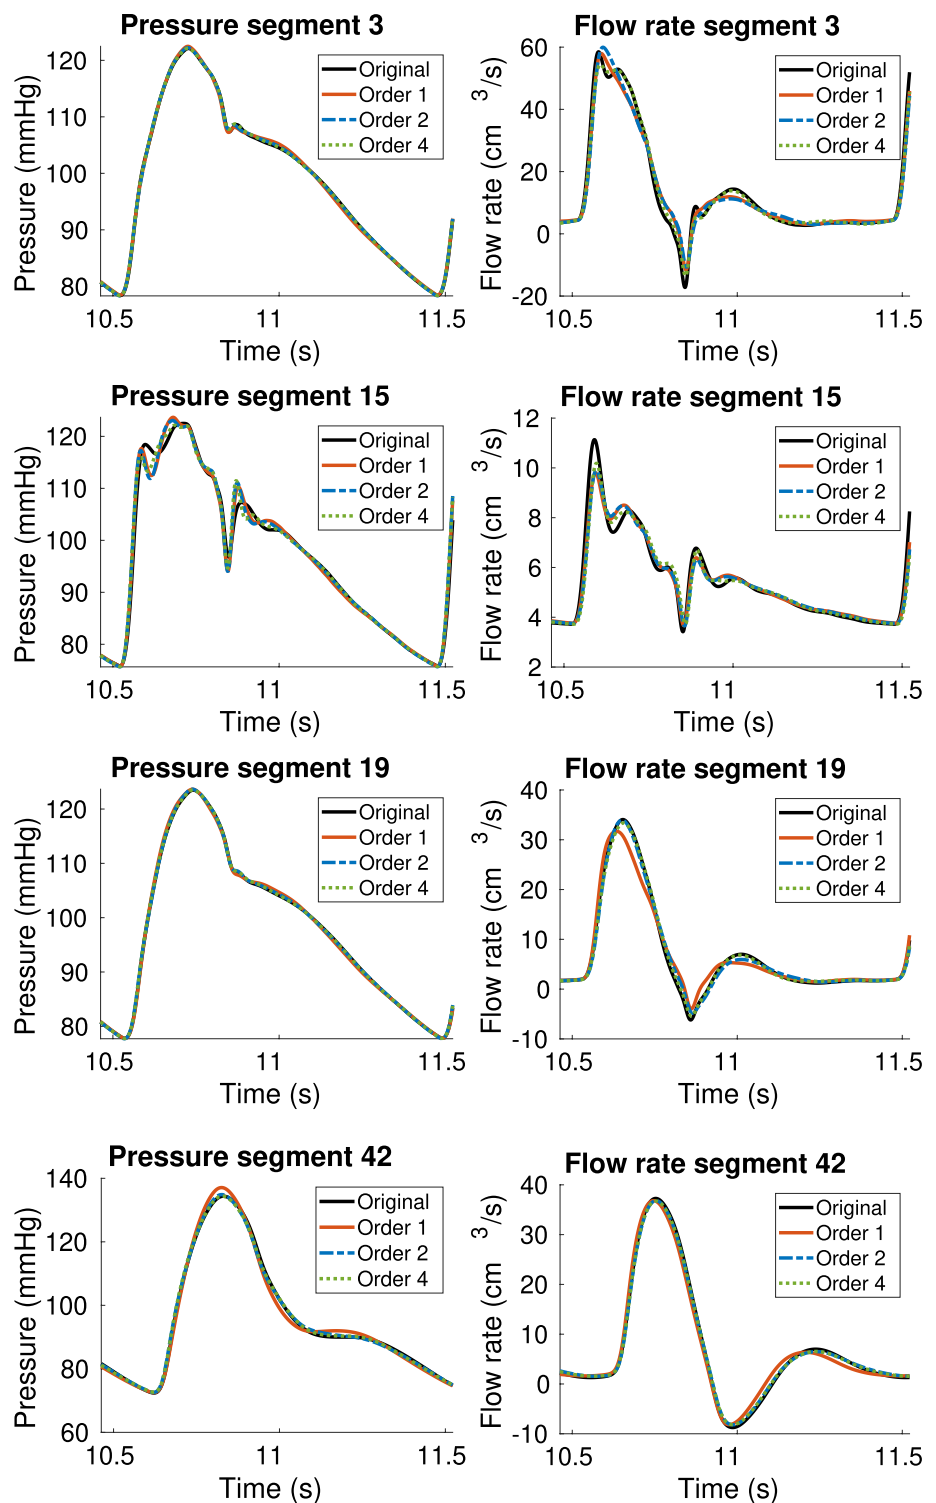 Pressure segment 3
Pressure (mmHg)
120
110
100
90
80
10.5
11
11.5
Time (s)
Original
Order 1
Order 2
Order 4
Flow rate segment 3
Flow rate (cm 3/s)
60
40
20
0
-20
10.5
11
11.5
Time (s)
Original
Order 1
Order 2
Order 4
Pressure segment 15
Pressure (mmHg)
120
110
100
90
80
10.5
11
11.5
Time (s)
Original
Order 1
Order 2
Order 4
Flow rate segment 15
Flow rate (cm 3/s)
12
10
8
6
4
2
10.5
11
11.5
Time (s)
Original
Order 1
Order 2
Order 4
Pressure segment 19
Pressure (mmHg)
120
110
100
90
80
10.5
11
11.5
Time (s)
Original
Order 1
Order 2
Order 4
Flow rate segment 19
Flow rate (cm 3/s)
40
30
20
10
0
-10
10.5
11
11.5
Time (s)
Original
Order 1
Order 2
Order 4
Pressure segment 42
Pressure (mmHg)
140
120
100
80
60
10.5
11
11.5
Time (s)
Original
Order 1
Order 2
Order 4
Flow rate segment 42
Flow rate (cm 3/s)
40
30
20
10
0
-10
10.5
11
11.5
Time (s)
Original
Order 1
Order 2
Order 4